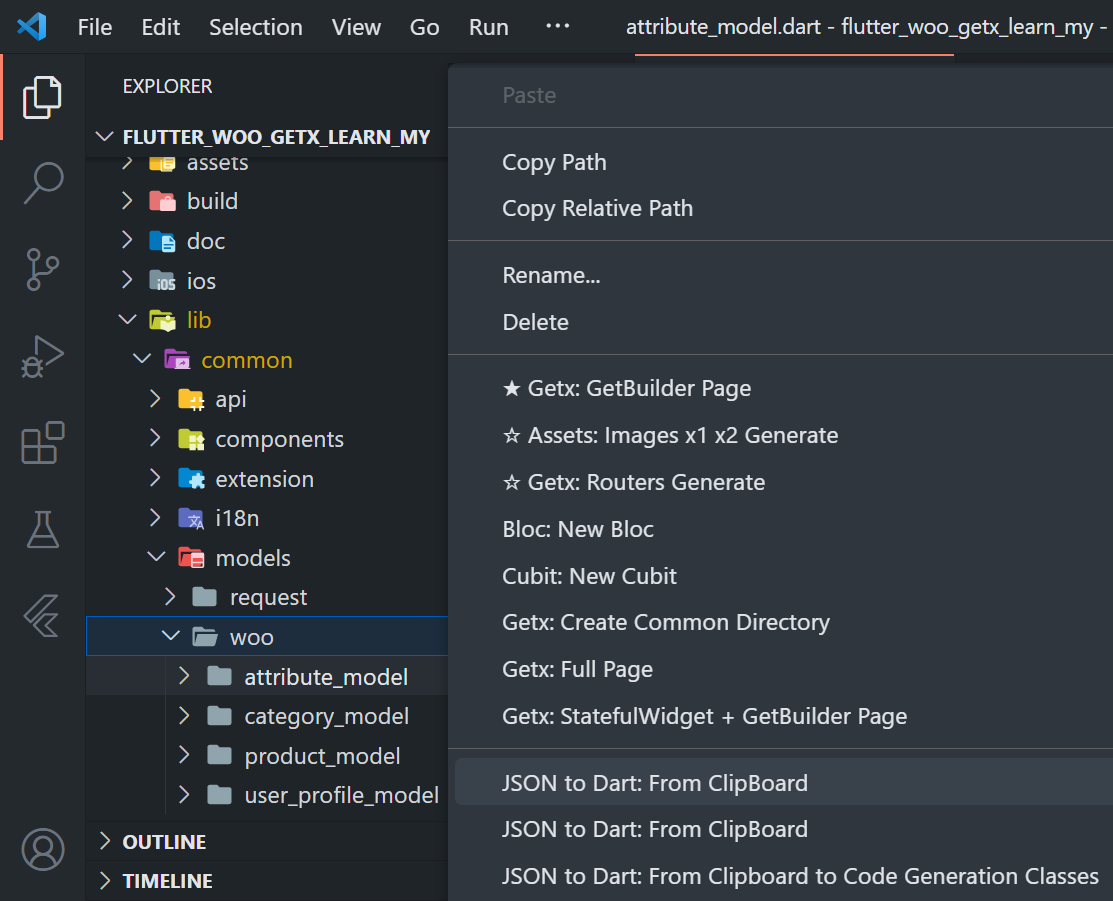 File Edit Selection View Go Run ··· attribute_model.dart - flutter_woo_getx_learn_my -
EXPLORER
FLUTTER_WOO_GETX_LEARN_MY
assets
build
doc
ios
lib
common
api
components
extension
i18n
models
request
woo
attribute_model
category_model
product_model
user_profile_model
OUTLINE
TIMELINE
Paste
Copy Path
Copy Relative Path
Rename...
Delete
★ Getx: GetBuilder Page
☆ Assets: Images x1 x2 Generate
☆ Getx: Routers Generate
Bloc: New Bloc
Cubit: New Cubit
Getx: Create Common Directory
Getx: Full Page
Getx: StatefulWidget + GetBuilder Page
JSON to Dart: From ClipBoard
JSON to Dart: From ClipBoard
JSON to Dart: From Clipboard to Code Generation Classes